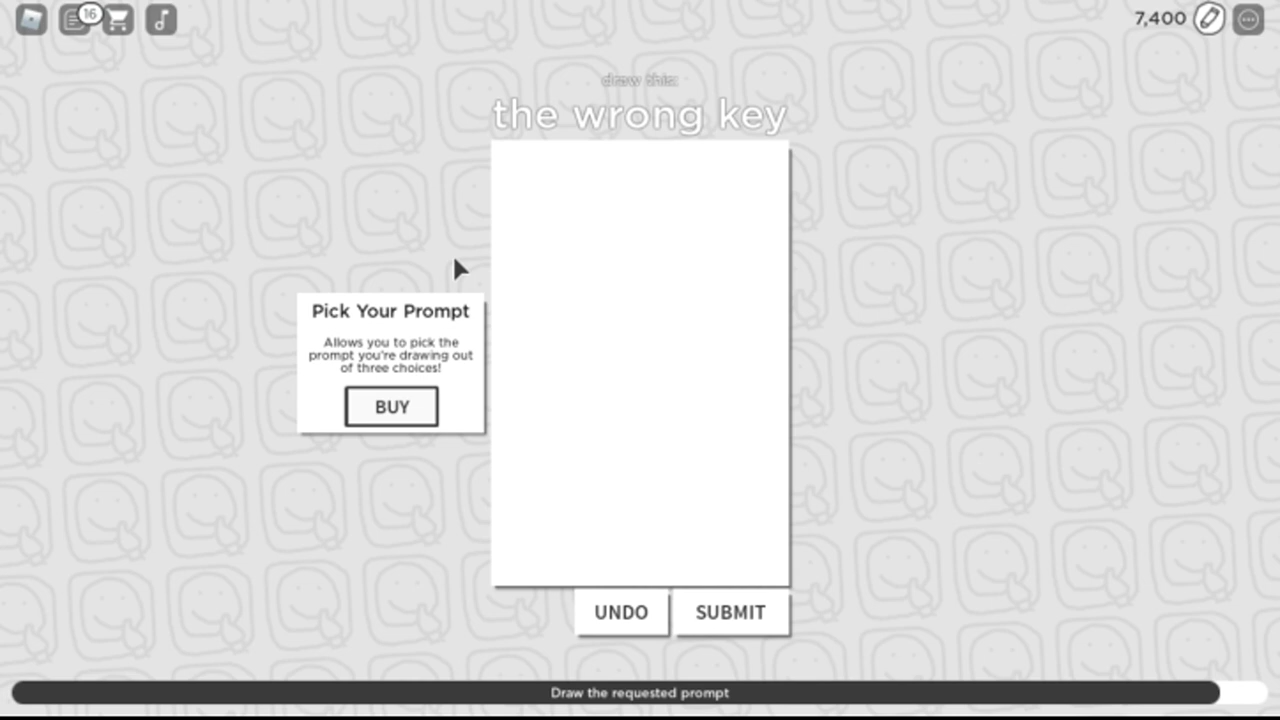 16
7,400
draw this:
the wrong key
Pick Your Prompt
Allows you to pick the
prompt you're drawing out
of three choices!
BUY
UNDO
SUBMIT
Draw the requested prompt